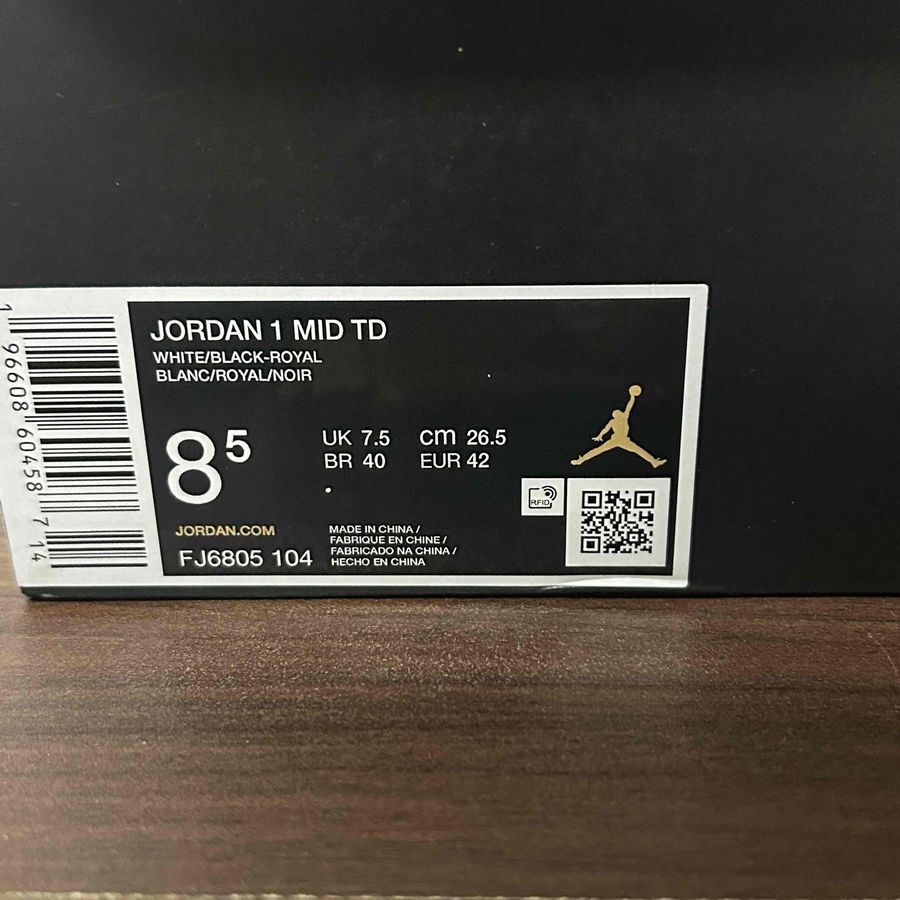 JORDAN 1 MID TD
WHITE/BLACK-ROYAL
BLANC/ROYAL/NOIR
8 5
UK 7.5 cm 26.5
BR 40 EUR 42
RFID
JORDAN.COM
FJ6805 104
MADE IN CHINA /
FABRIQUE EN CHINE /
FABRICADO NA CHINA /
HECHO EN CHINA
1 96608 60458 7 14